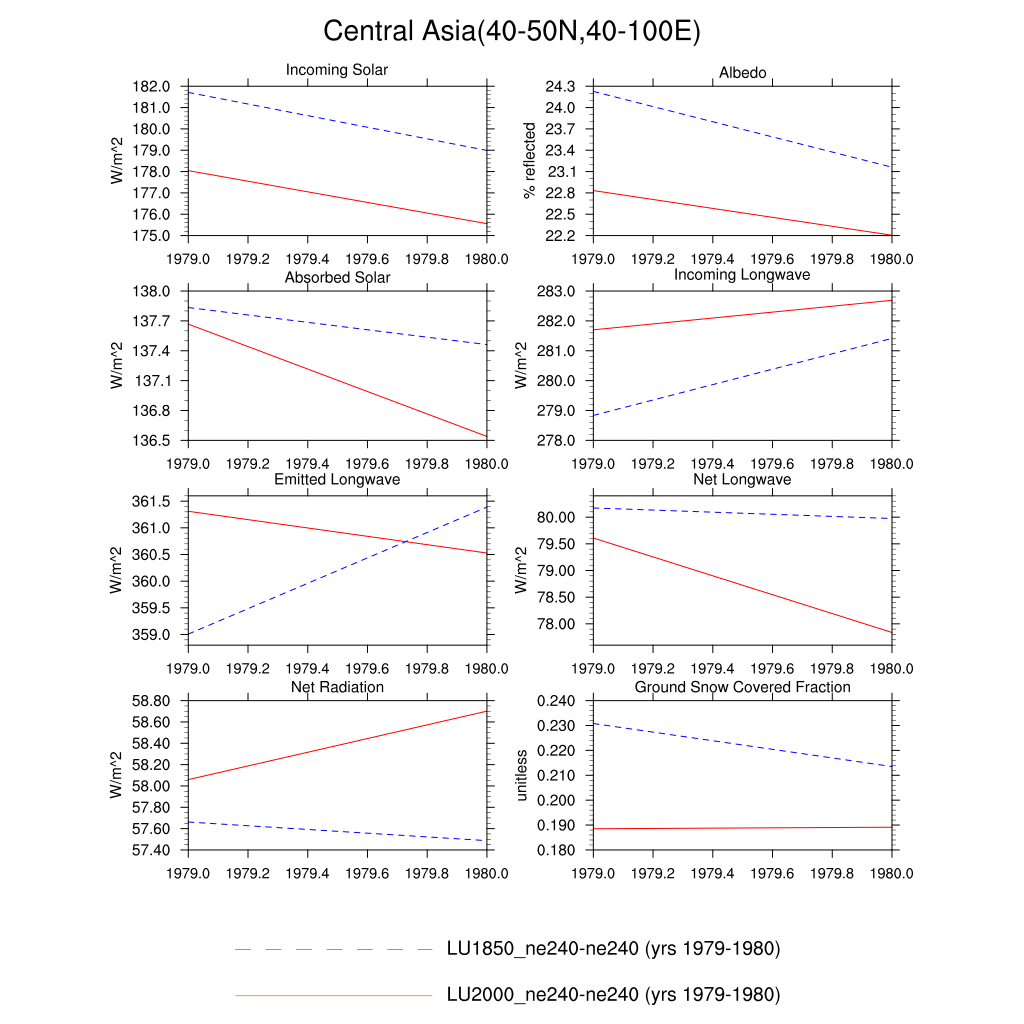 Central Asia(40-50N,40-100E)
Incoming Solar
W/m^2
182.0
181.0
180.0
179.0
178.0
177.0
176.0
175.0
1979.0 1979.2 1979.4 1979.6 1979.8 1980.0
Albedo
% reflected
24.3
24.0
23.7
23.4
23.1
22.8
22.5
22.2
1979.0 1979.2 1979.4 1979.6 1979.8 1980.0
Absorbed Solar
W/m^2
138.0
137.7
137.4
137.1
136.8
136.5
1979.0 1979.2 1979.4 1979.6 1979.8 1980.0
Incoming Longwave
W/m^2
283.0
282.0
281.0
280.0
279.0
278.0
1979.0 1979.2 1979.4 1979.6 1979.8 1980.0
Emitted Longwave
W/m^2
361.5
361.0
360.5
360.0
359.5
359.0
1979.0 1979.2 1979.4 1979.6 1979.8 1980.0
Net Longwave
W/m^2
80.00
79.50
79.00
78.50
78.00
1979.0 1979.2 1979.4 1979.6 1979.8 1980.0
Net Radiation
W/m^2
58.80
58.60
58.40
58.20
58.00
57.80
57.60
57.40
1979.0 1979.2 1979.4 1979.6 1979.8 1980.0
Ground Snow Covered Fraction
unitless
0.240
0.230
0.220
0.210
0.200
0.190
0.180
1979.0 1979.2 1979.4 1979.6 1979.8 1980.0
LU1850_ne240-ne240 (yrs 1979-1980)
LU2000_ne240-ne240 (yrs 1979-1980)